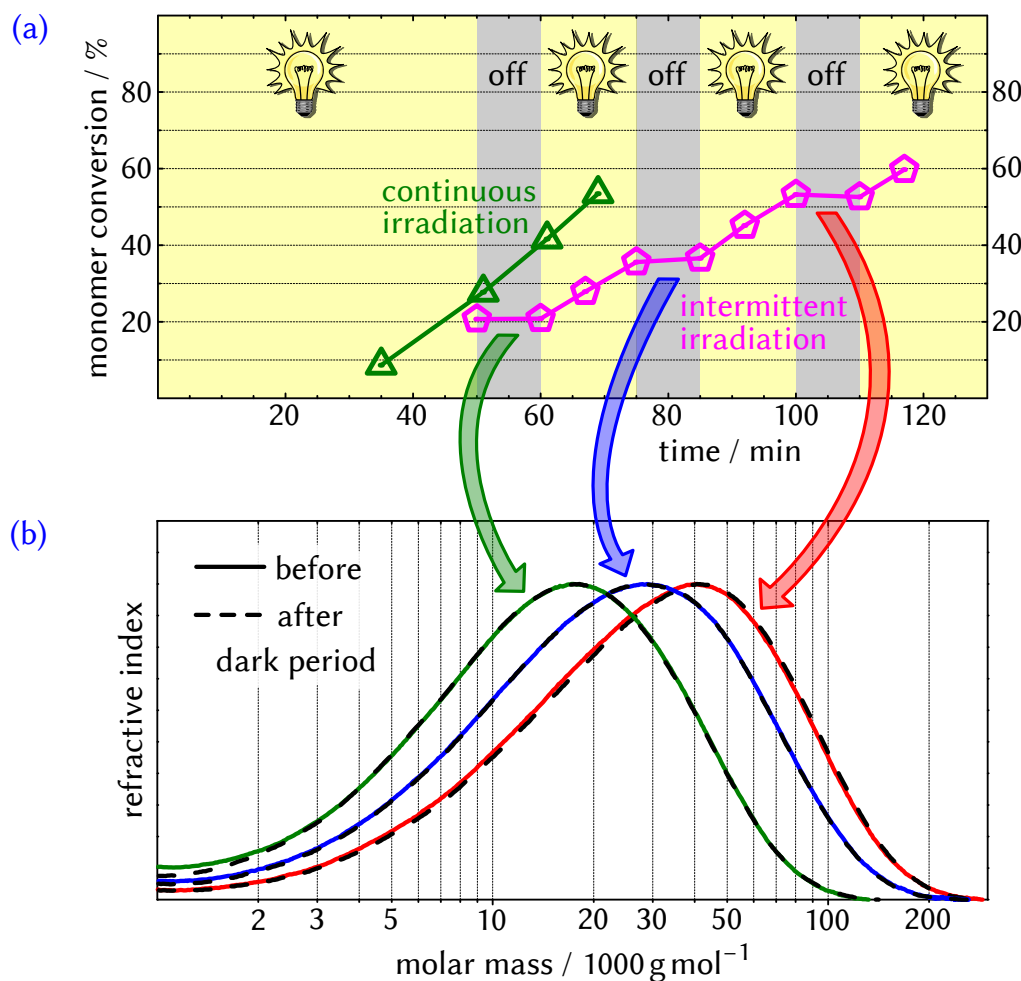 (a)
monomer conversion / %
80
60
40
20
off
off
off
80
60
40
20
continuous
irradiation
intermittent
irradiation
20
40
60
80
100
120
time / min
(b)
before
after
dark period
refractive index
2
3
5
10
20
30
50
100
200
molar mass / 1000 g mol⁻¹